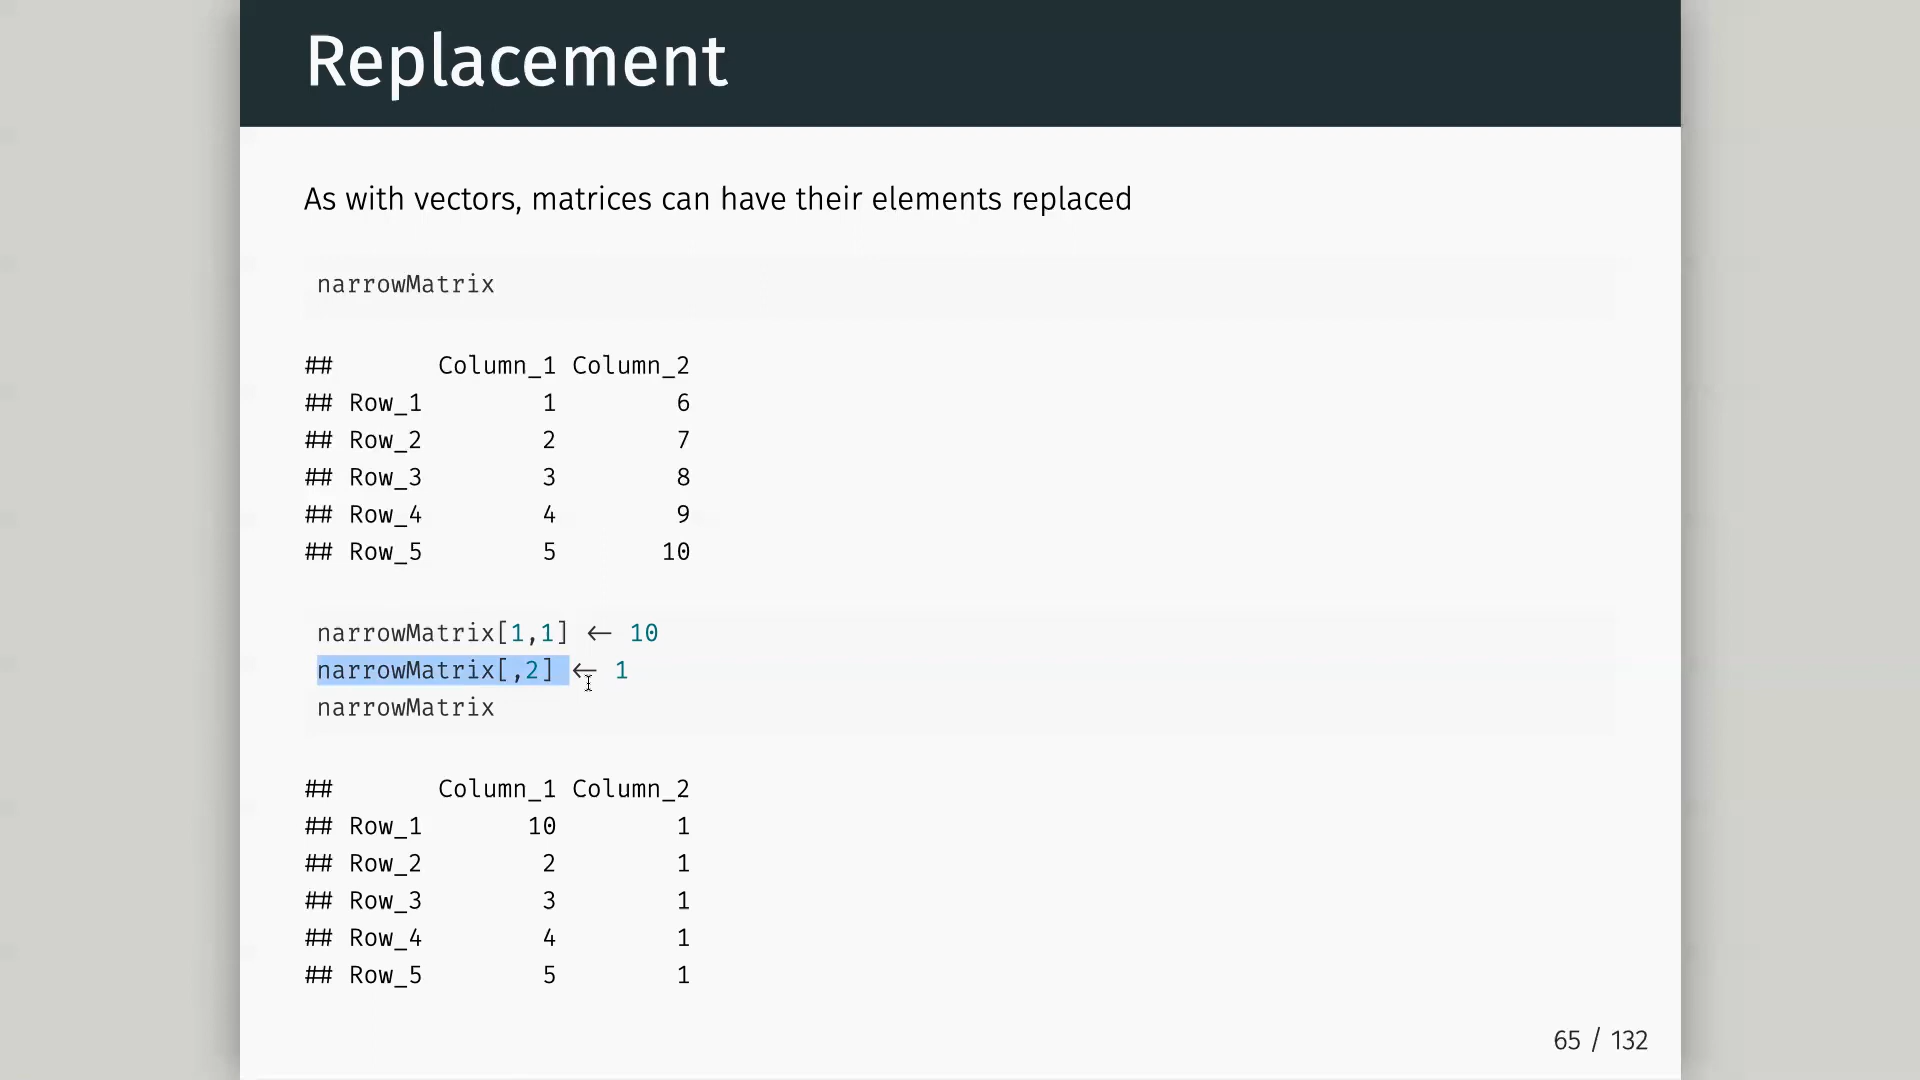 Replacement
As with vectors, matrices can have their elements replaced
narrowMatrix
## Column_1 Column_2
## Row_1 1 6
## Row_2 2 7
## Row_3 3 8
## Row_4 4 9
## Row_5 5 10
narrowMatrix[1,1] ← 10
narrowMatrix[,2] ← 1
narrowMatrix
## Column_1 Column_2
## Row_1 10 1
## Row_2 2 1
## Row_3 3 1
## Row_4 4 1
## Row_5 5 1
65 / 132